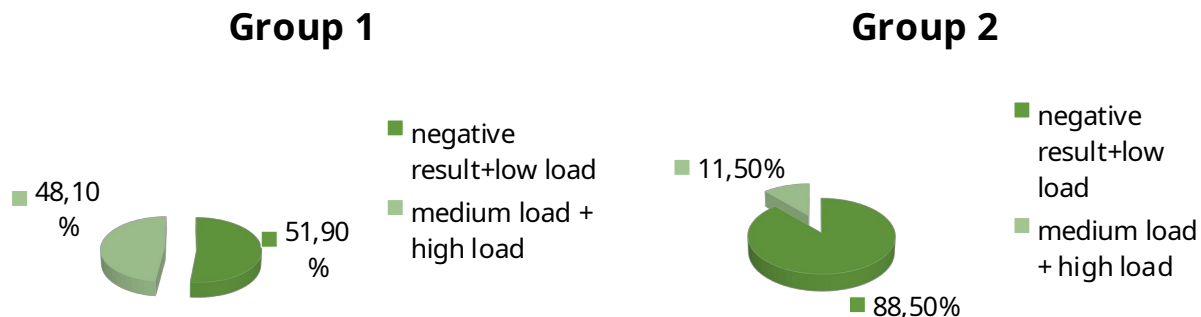 Group 1
negative
result+low load
medium load +
high load
48,10
%
51,90
%
Group 2
negative
result+low
load
medium load
+ high load
11,50%
88,50%